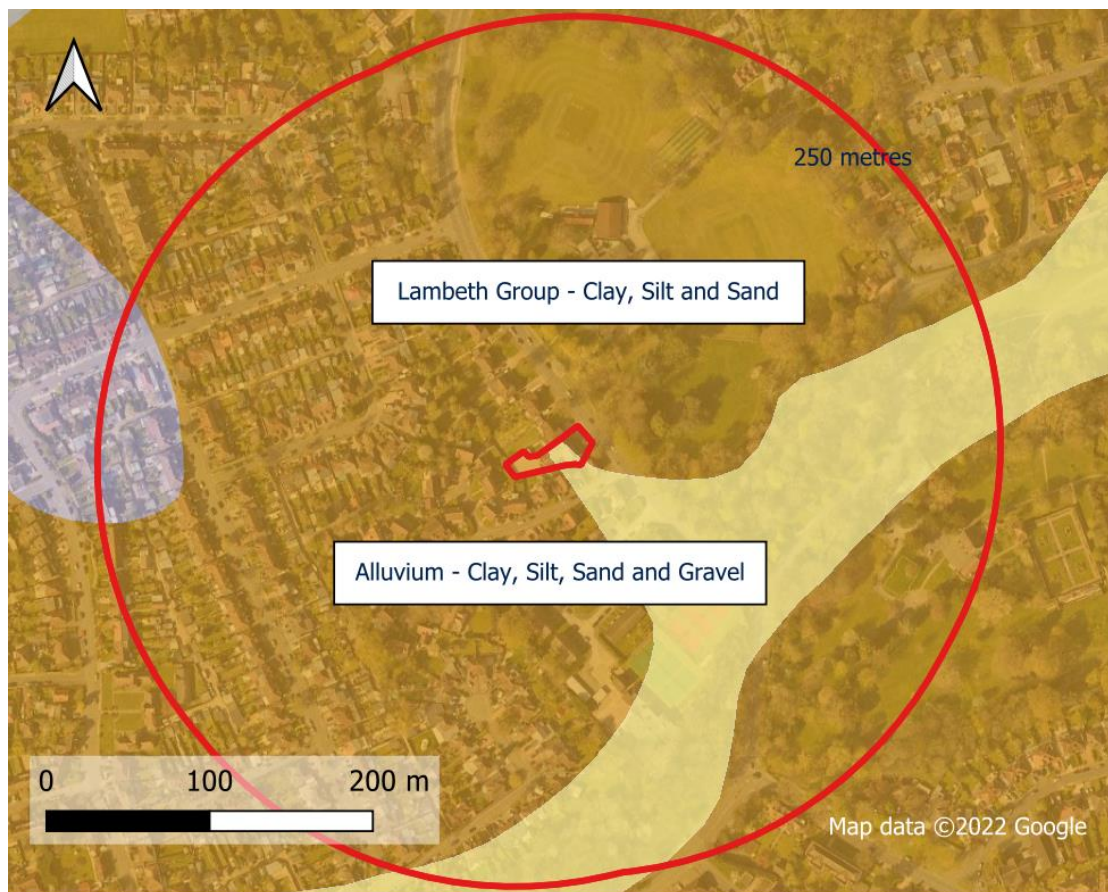 250 metres
Lambeth Group - Clay, Silt and Sand
Alluvium - Clay, Silt, Sand and Gravel
0 100 200 m
Map data ©2022 Google